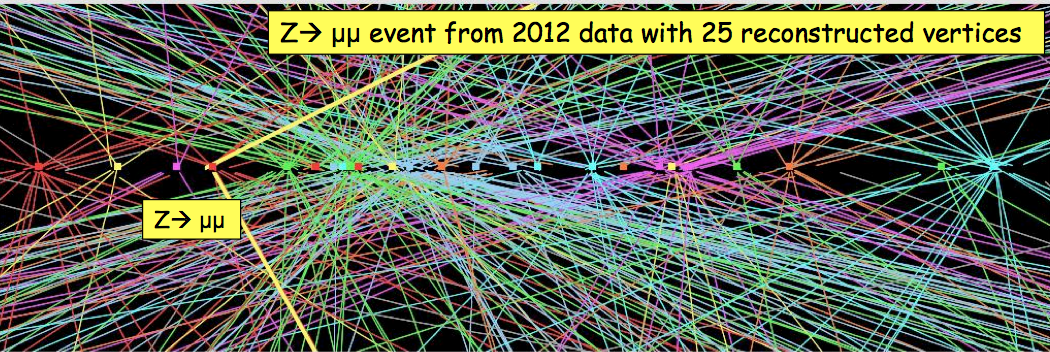 Z→ μμ event from 2012 data with 25 reconstructed vertices
Z→ μμ